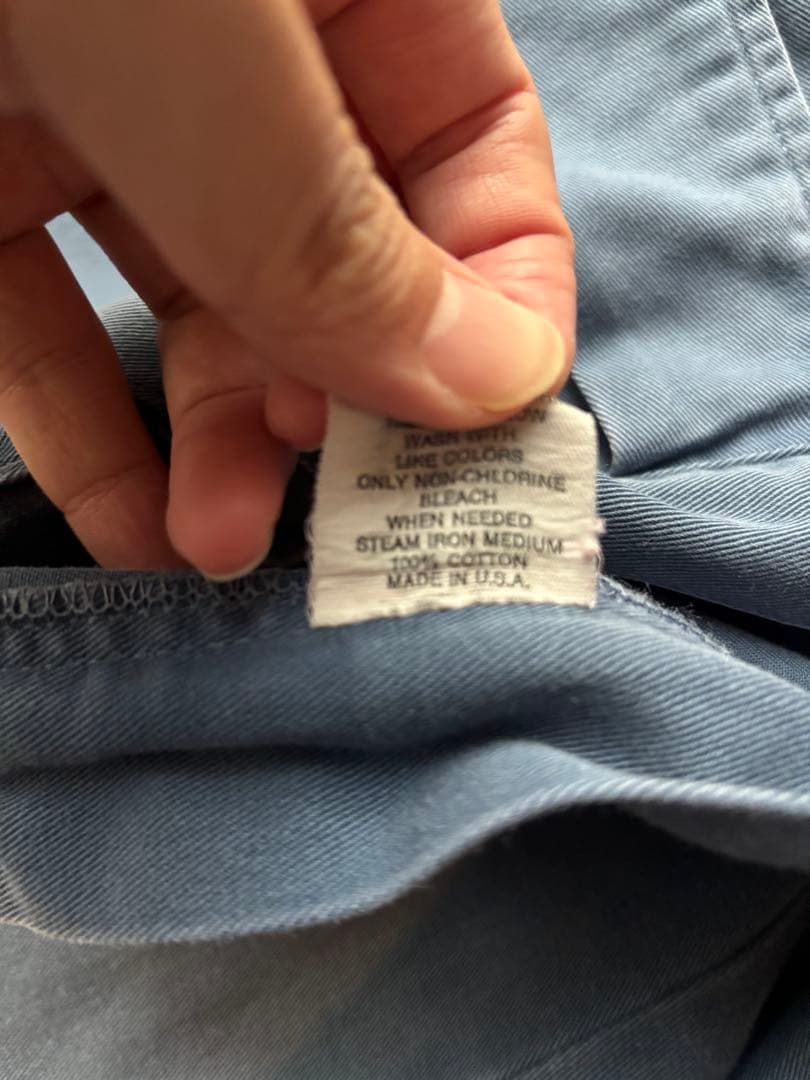 WASH WITH
LIKE COLORS
ONLY NON-CHLORINE
BLEACH
WHEN NEEDED
STEAM IRON MEDIUM
100% COTTON
MADE IN U.S.A.